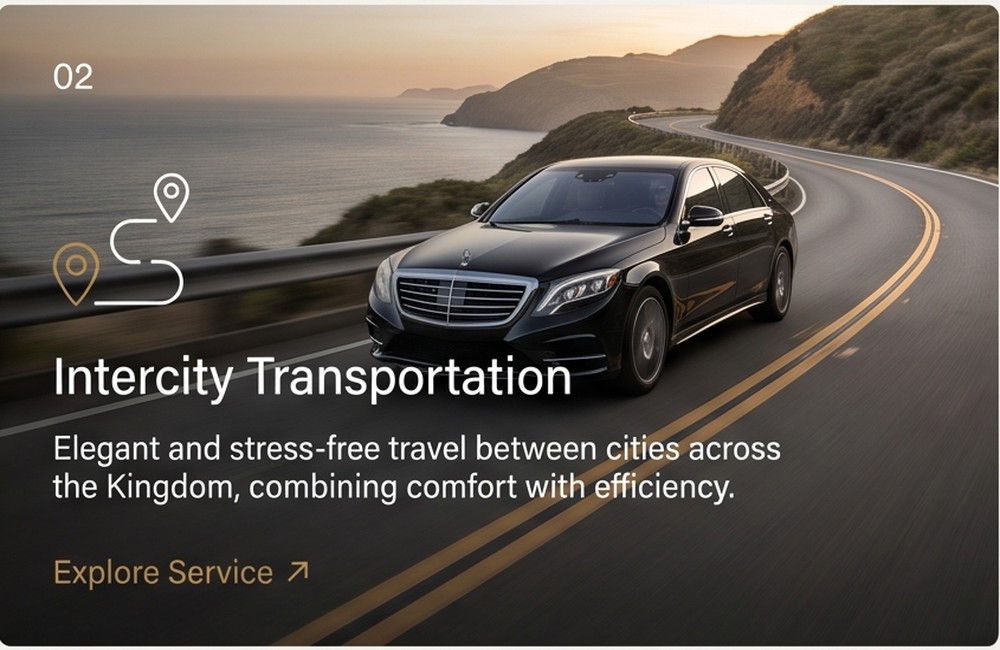 02
Intercity Transportation
Elegant and stress-free travel between cities across
the Kingdom, combining comfort with efficiency.
Explore Service ↗